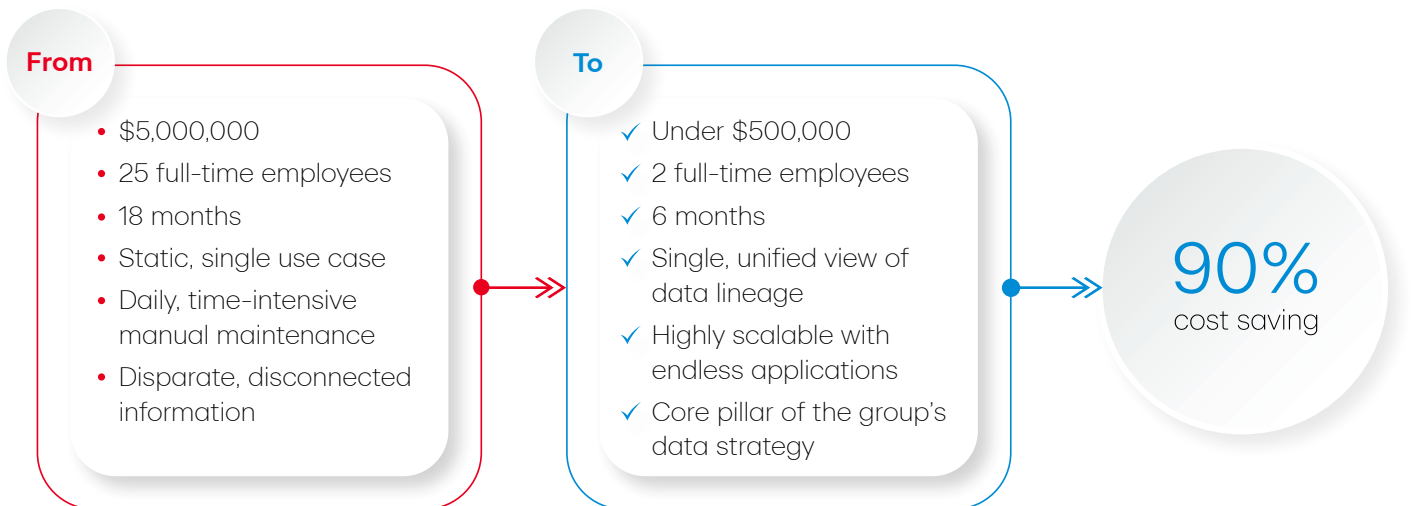 From
$5,000,000
25 full-time employees
18 months
Static, single use case
Daily, time-intensive
manual maintenance
Disparate, disconnected
information
To
Under $500,000
2 full-time employees
6 months
Single, unified view of
data lineage
Highly scalable with
endless applications
Core pillar of the group's
data strategy
90%
cost saving